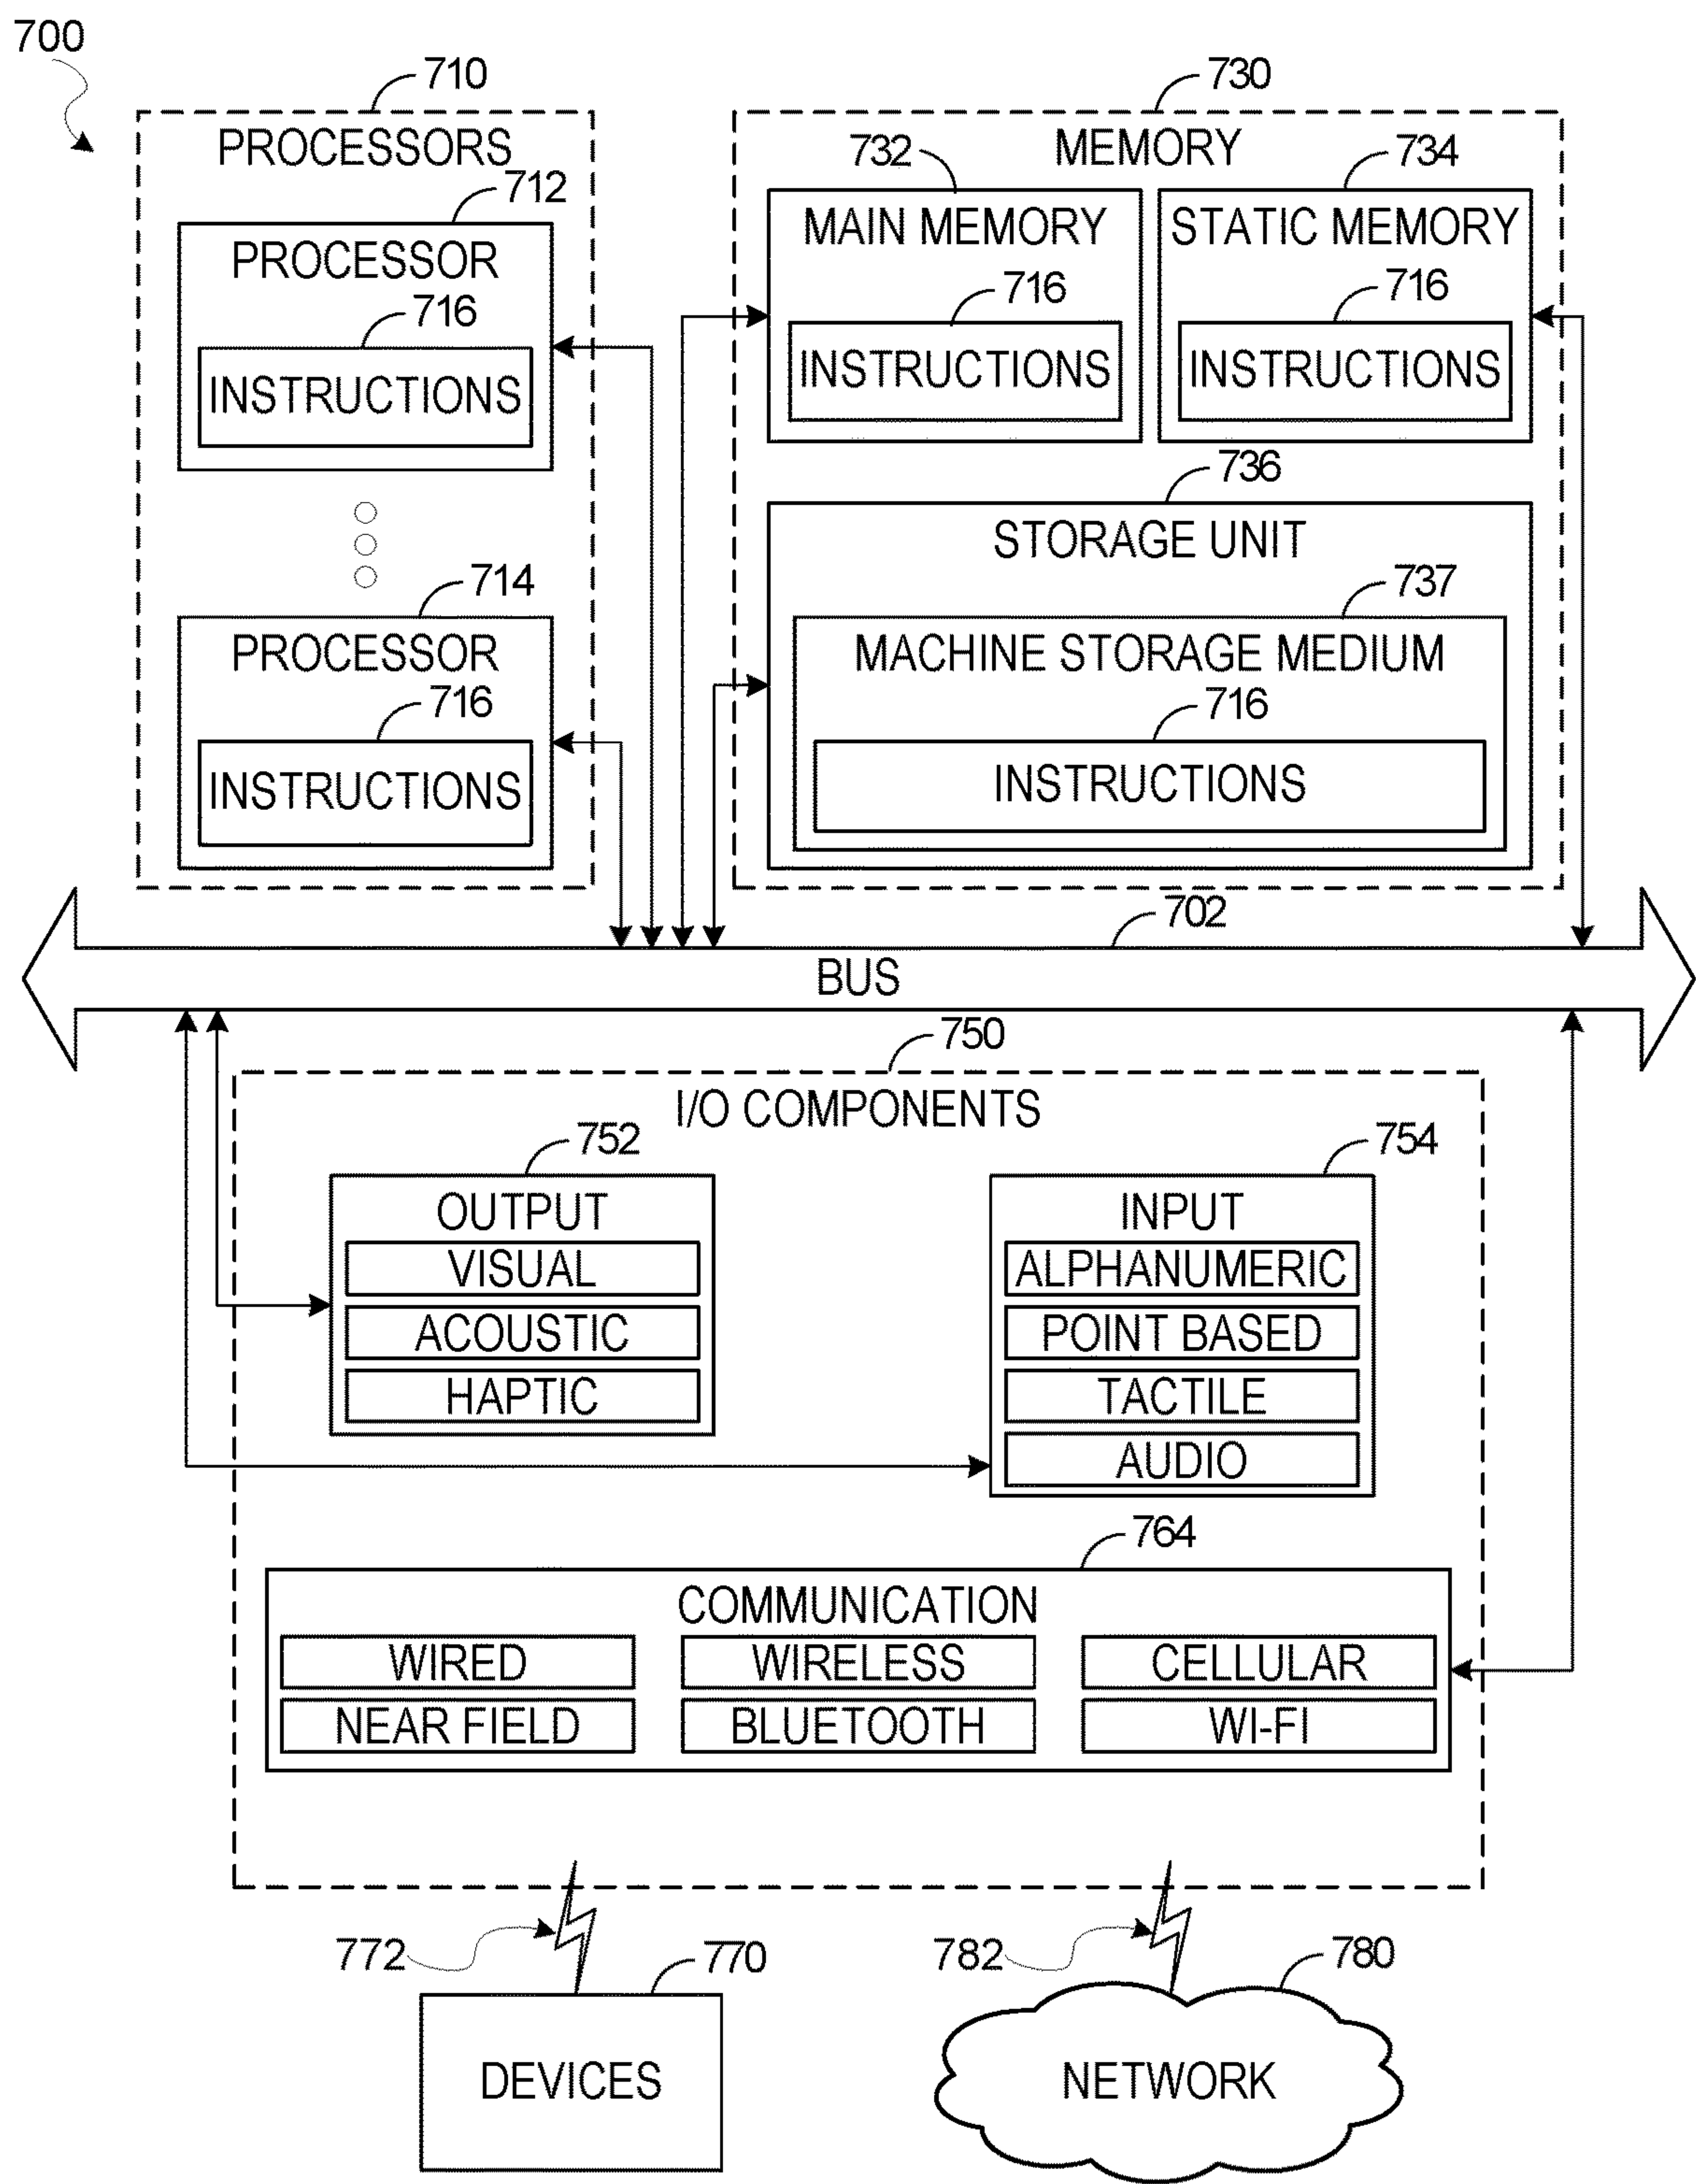 700
710
PROCESSORS
712
PROCESSOR
716
INSTRUCTIONS
714
PROCESSOR
716
INSTRUCTIONS
730
MEMORY
732
MAIN MEMORY
716
INSTRUCTIONS
734
STATIC MEMORY
716
INSTRUCTIONS
736
STORAGE UNIT
737
MACHINE STORAGE MEDIUM
716
INSTRUCTIONS
702
BUS
750
I/O COMPONENTS
752
OUTPUT
VISUAL
ACOUSTIC
HAPTIC
754
INPUT
ALPHANUMERIC
POINT BASED
TACTILE
AUDIO
764
COMMUNICATION
WIRED
WIRELESS
CELLULAR
NEAR FIELD
BLUETOOTH
WI-FI
772
770
DEVICES
782
780
NETWORK